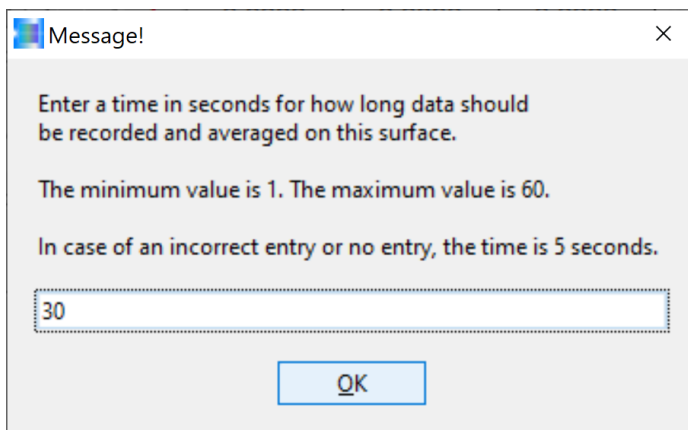 Message!
Enter a time in seconds for how long data should
be recorded and averaged on this surface.
The minimum value is 1. The maximum value is 60.
In case of an incorrect entry or no entry, the time is 5 seconds.
30
OK